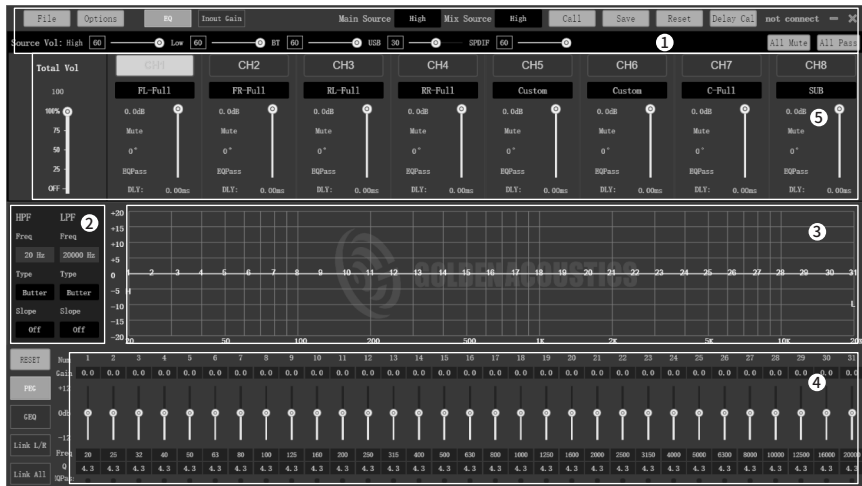 File Options EQ Inout Gain Main Source High Mix Source High Call Save Reset Delay Cal not connect
Source Vol: High 60 Low 60 BT 60 USB 30 SPDIF 60 ① All Mute All Pass
Total Vol CH1 CH2 CH3 CH4 CH5 CH6 CH7 CH8
100 FL-Full FR-Full RL-Full RR-Full Custom Custom C-Full SUB
100% 0.0dB 0.0dB 0.0dB 0.0dB 0.0dB 0.0dB 0.0dB 0.0dB ⑤
75 Mute Mute Mute Mute Mute Mute Mute Mute
50 0° 0° 0° 0° 0° 0° 0° 0°
25 EQPass EQPass EQPass EQPass EQPass EQPass EQPass EQPass
OFF DLY: 0.00ms DLY: 0.00ms DLY: 0.00ms DLY: 0.00ms DLY: 0.00ms DLY: 0.00ms DLY: 0.00ms DLY: 0.00ms
HPF LPF ②
Freq Freq
20 Hz 20000 Hz
Type Type
Butter Butter
Slope Slope
Off Off
+20
+15 ③
+10
+5
0 1 2 3 4 5 6 7 8 9 10 11 12 13 14 15 16 17 18 19 20 21 22 23 24 25 26 27 28 29 30 31
GOLDENACOUSTICS
-5 H
-10 L
-15
-20
20 50 100 200 500 1K 2K 5K 10K 20K
RESET Num 1 2 3 4 5 6 7 8 9 10 11 12 13 14 15 16 17 18 19 20 21 22 23 24 25 26 27 28 29 30 31
Gain 0.0 0.0 0.0 0.0 0.0 0.0 0.0 0.0 0.0 0.0 0.0 0.0 0.0 0.0 0.0 0.0 0.0 0.0 0.0 0.0 0.0 0.0 0.0 0.0 0.0 0.0 0.0 0.0 0.0 0.0 0.0
PEG +12 ④
GEQ 0dB
Link L/R -12
Freq 20 25 32 40 50 63 80 100 125 160 200 250 315 400 500 630 800 1000 1250 1600 2000 2500 3150 4000 5000 6300 8000 10000 12500 16000 20000
Link All Q 4.3 4.3 4.3 4.3 4.3 4.3 4.3 4.3 4.3 4.3 4.3 4.3 4.3 4.3 4.3 4.3 4.3 4.3 4.3 4.3 4.3 4.3 4.3 4.3 4.3 4.3 4.3 4.3 4.3 4.3 4.3